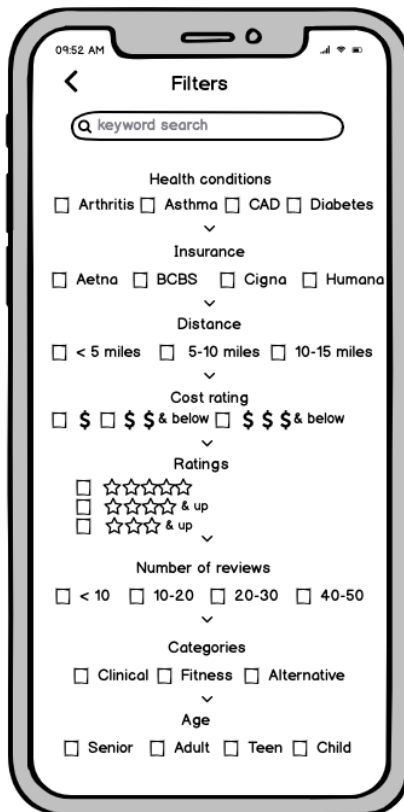 09:52 AM
Filters
keyword search
Health conditions
Arthritis Asthma CAD Diabetes
Insurance
Aetna BCBS Cigna Humana
Distance
< 5 miles 5-10 miles 10-15 miles
Cost rating
$ $ $ & below $ $ $ & below
Ratings
& up
& up
Number of reviews
< 10 10-20 20-30 40-50
Categories
Clinical Fitness Alternative
Age
Senior Adult Teen Child